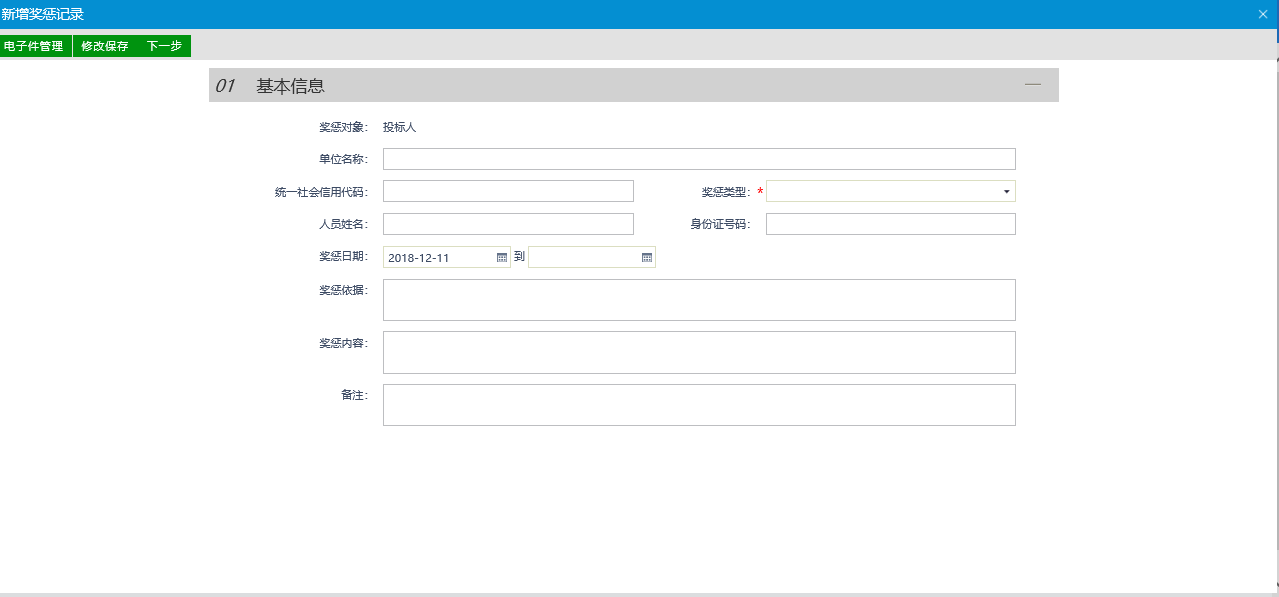 新增奖惩记录
电子件管理 修改保存 下一步
01 基本信息
奖惩对象： 投标人
单位名称：
统一社会信用代码： 奖惩类型： *
人员姓名： 身份证号码：
奖惩日期： 2018-12-11 到
奖惩依据：
奖惩内容：
备注：